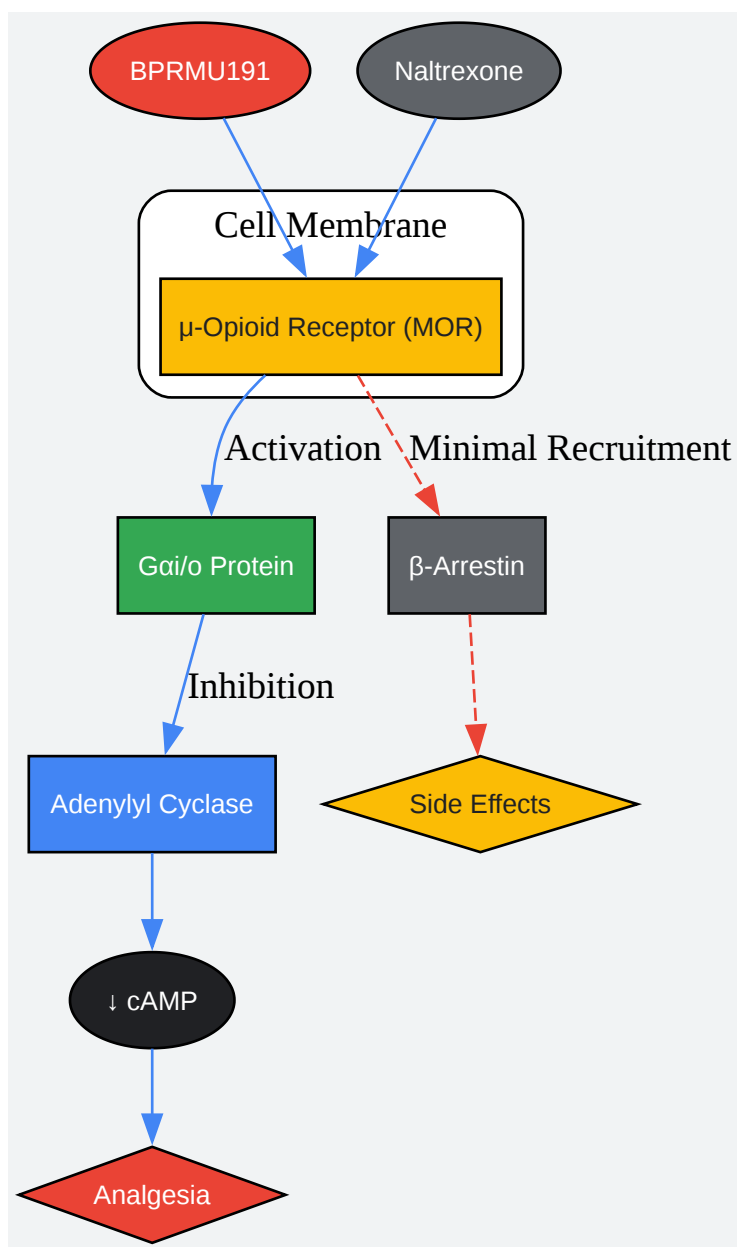 BPRMU191
Naltrexone
Cell Membrane
μ-Opioid Receptor (MOR)
Activation
Minimal Recruitment
Gαi/o Protein
β-Arrestin
Inhibition
Adenylyl Cyclase
Side Effects
↓ cAMP
Analgesia